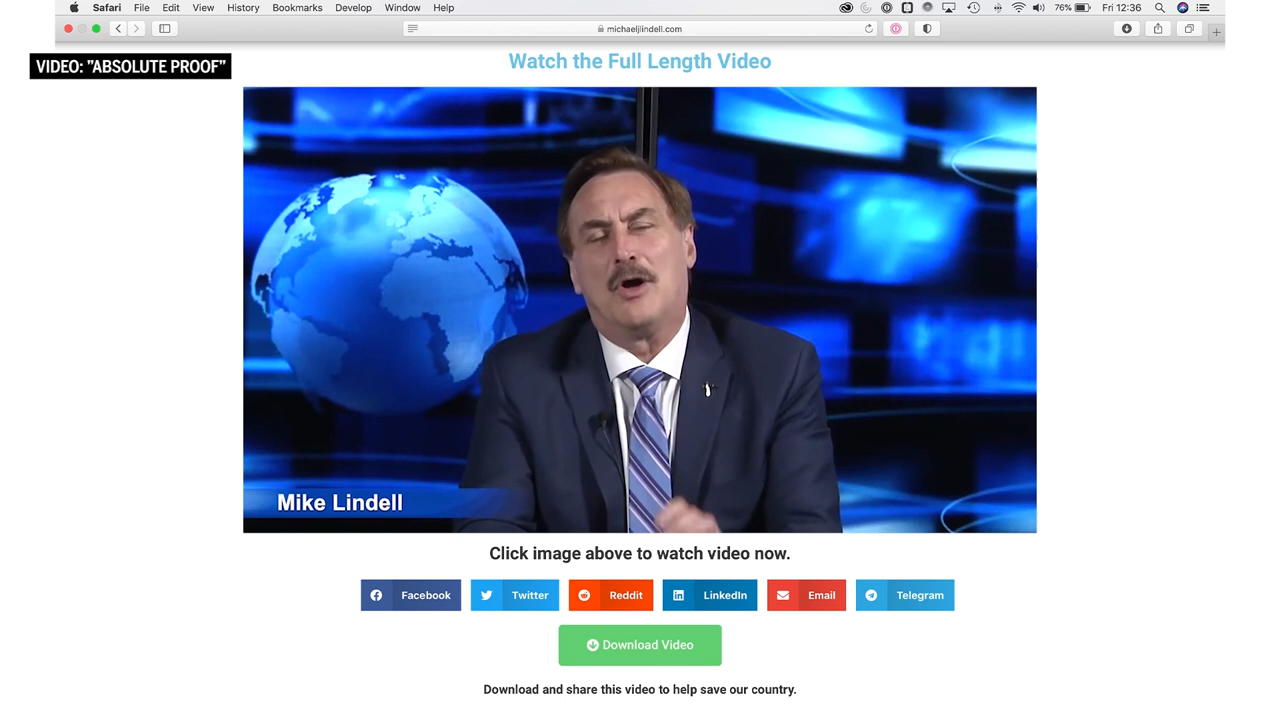 Safari File Edit View History Bookmarks Develop Window Help 76% Fri 12:36
michaeljlindell.com
VIDEO: "ABSOLUTE PROOF"
Watch the Full Length Video
Mike Lindell
Click image above to watch video now.
Facebook Twitter Reddit LinkedIn Email Telegram
Download Video
Download and share this video to help save our country.